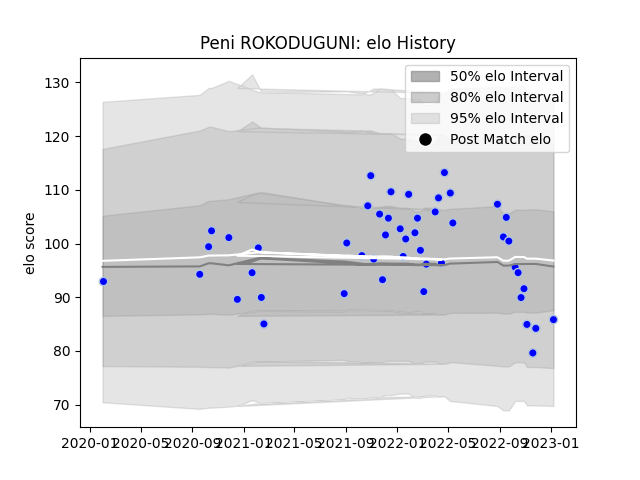 Peni ROKODUGUNI: elo History
130
120
110
100
90
80
70
elo score
50% elo Interval
80% elo Interval
95% elo Interval
Post Match elo
2020-01 2020-05 2020-09 2021-01 2021-05 2021-09 2022-01 2022-05 2022-09 2023-01